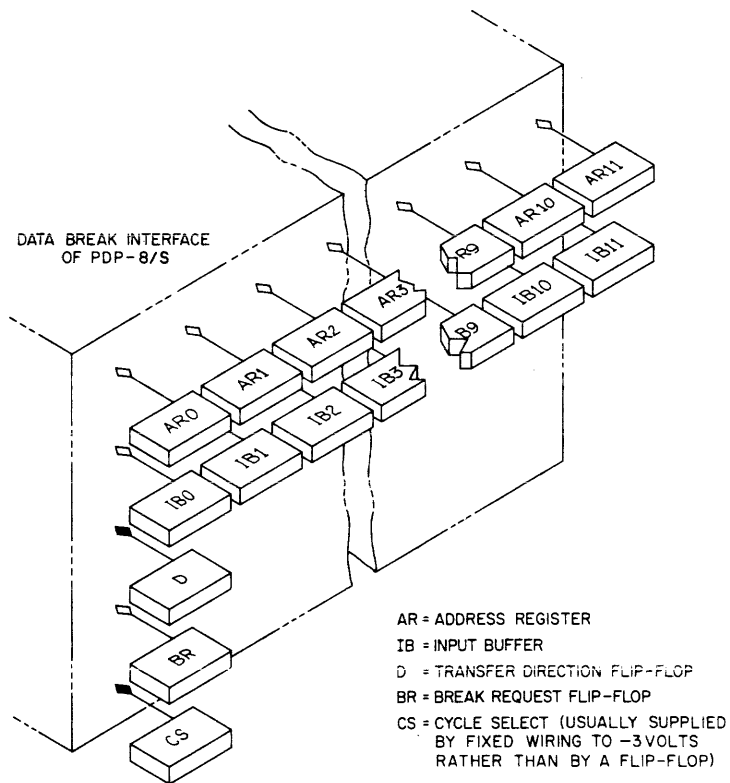 DATA BREAK INTERFACE
OF PDP-8/S
AR0
AR1
AR2
AR3
R9
AR10
AR11
IB0
IB1
IB2
IB3
B9
IB10
IB11
D
BR
CS
AR = ADDRESS REGISTER
IB = INPUT BUFFER
D = TRANSFER DIRECTION FLIP-FLOP
BR = BREAK REQUEST FLIP-FLOP
CS = CYCLE SELECT (USUALLY SUPPLIED
BY FIXED WIRING TO -3VOLTS
RATHER THAN BY A FLIP-FLOP)